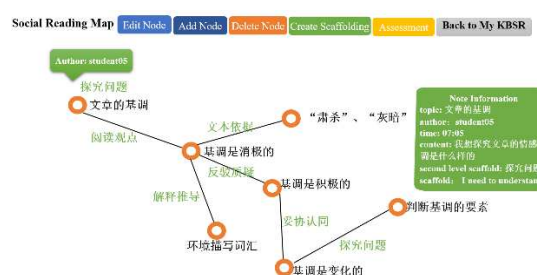 Social Reading Map Edit Node Add Node Delete Node Create Scaffolding Assessment Back to My KBSR
Author: student05
探究问题
文章的基调
阅读观点
文本依据
“肃杀”、“灰暗”
基调是消极的
反驳质疑
基调是积极的
解释推导
环境描写词汇
妥协认同
判断基调的要素
探究问题
基调是变化的
Note Information
topic: 文章的基调
author: student05
time: 07:05
content: 我想探究文章的情感
调是什么样的
second level scaffold: 探究问
scaffold: I need to understan